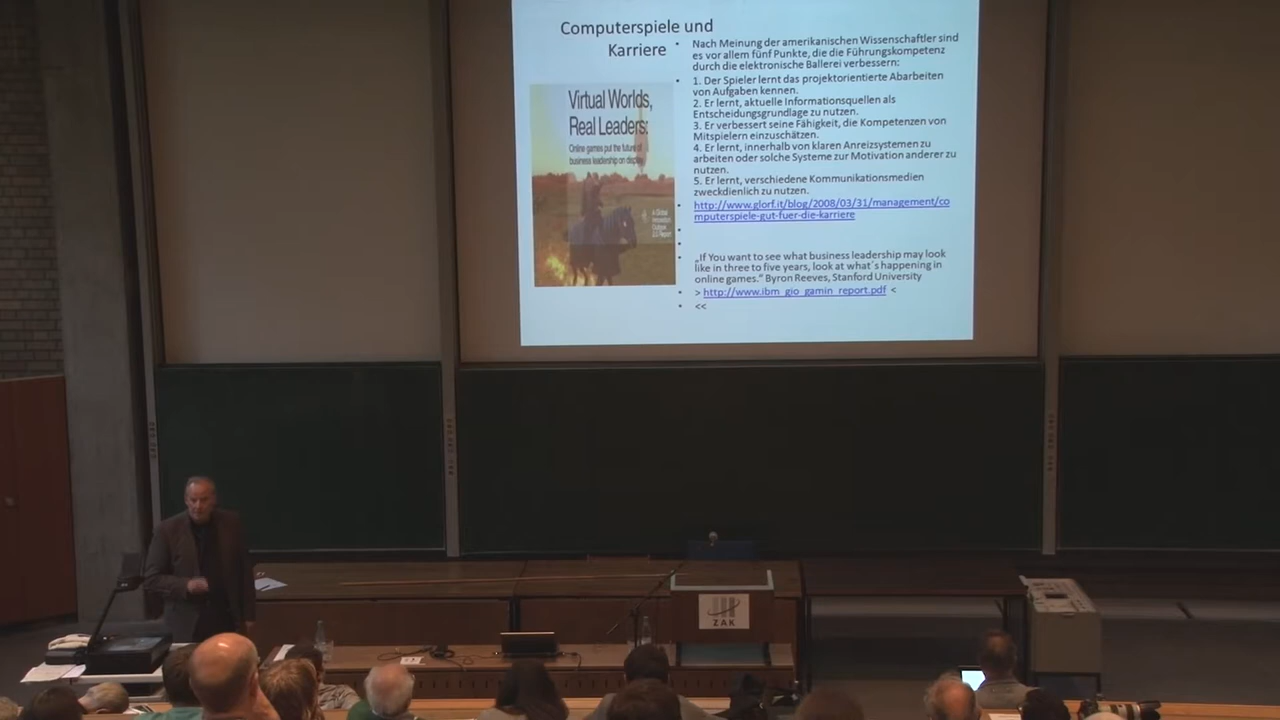 Computerspiele und
Karriere
Virtual Worlds,
Real Leaders:
Online games put the future of
business leadership on display
A Global
Innovation
Outlook
2.0 Report
• Nach Meinung der amerikanischen Wissenschaftler sind
es vor allem fünf Punkte, die die Führungskompetenz
durch die elektronische Ballerei verbessern:
• 1. Der Spieler lernt das projektorientierte Abarbeiten
von Aufgaben kennen.
2. Er lernt, aktuelle Informationsquellen als
Entscheidungsgrundlage zu nutzen.
3. Er verbessert seine Fähigkeit, die Kompetenzen von
Mitspielern einzuschätzen.
4. Er lernt, innerhalb von klaren Anreizsystemen zu
arbeiten oder solche Systeme zur Motivation anderer zu
nutzen.
5. Er lernt, verschiedene Kommunikationsmedien
zweckdienlich zu nutzen.
• http://www.glorf.it/blog/2008/03/31/management/co
mputerspiele-gut-fuer-die-karriere
•
•
• „If You want to see what business leadership may look
like in three to five years, look at what´s happening in
online games.“ Byron Reeves, Stanford University
• > http://www.ibm_gio_gamin_report.pdf <
• <<
ZAK